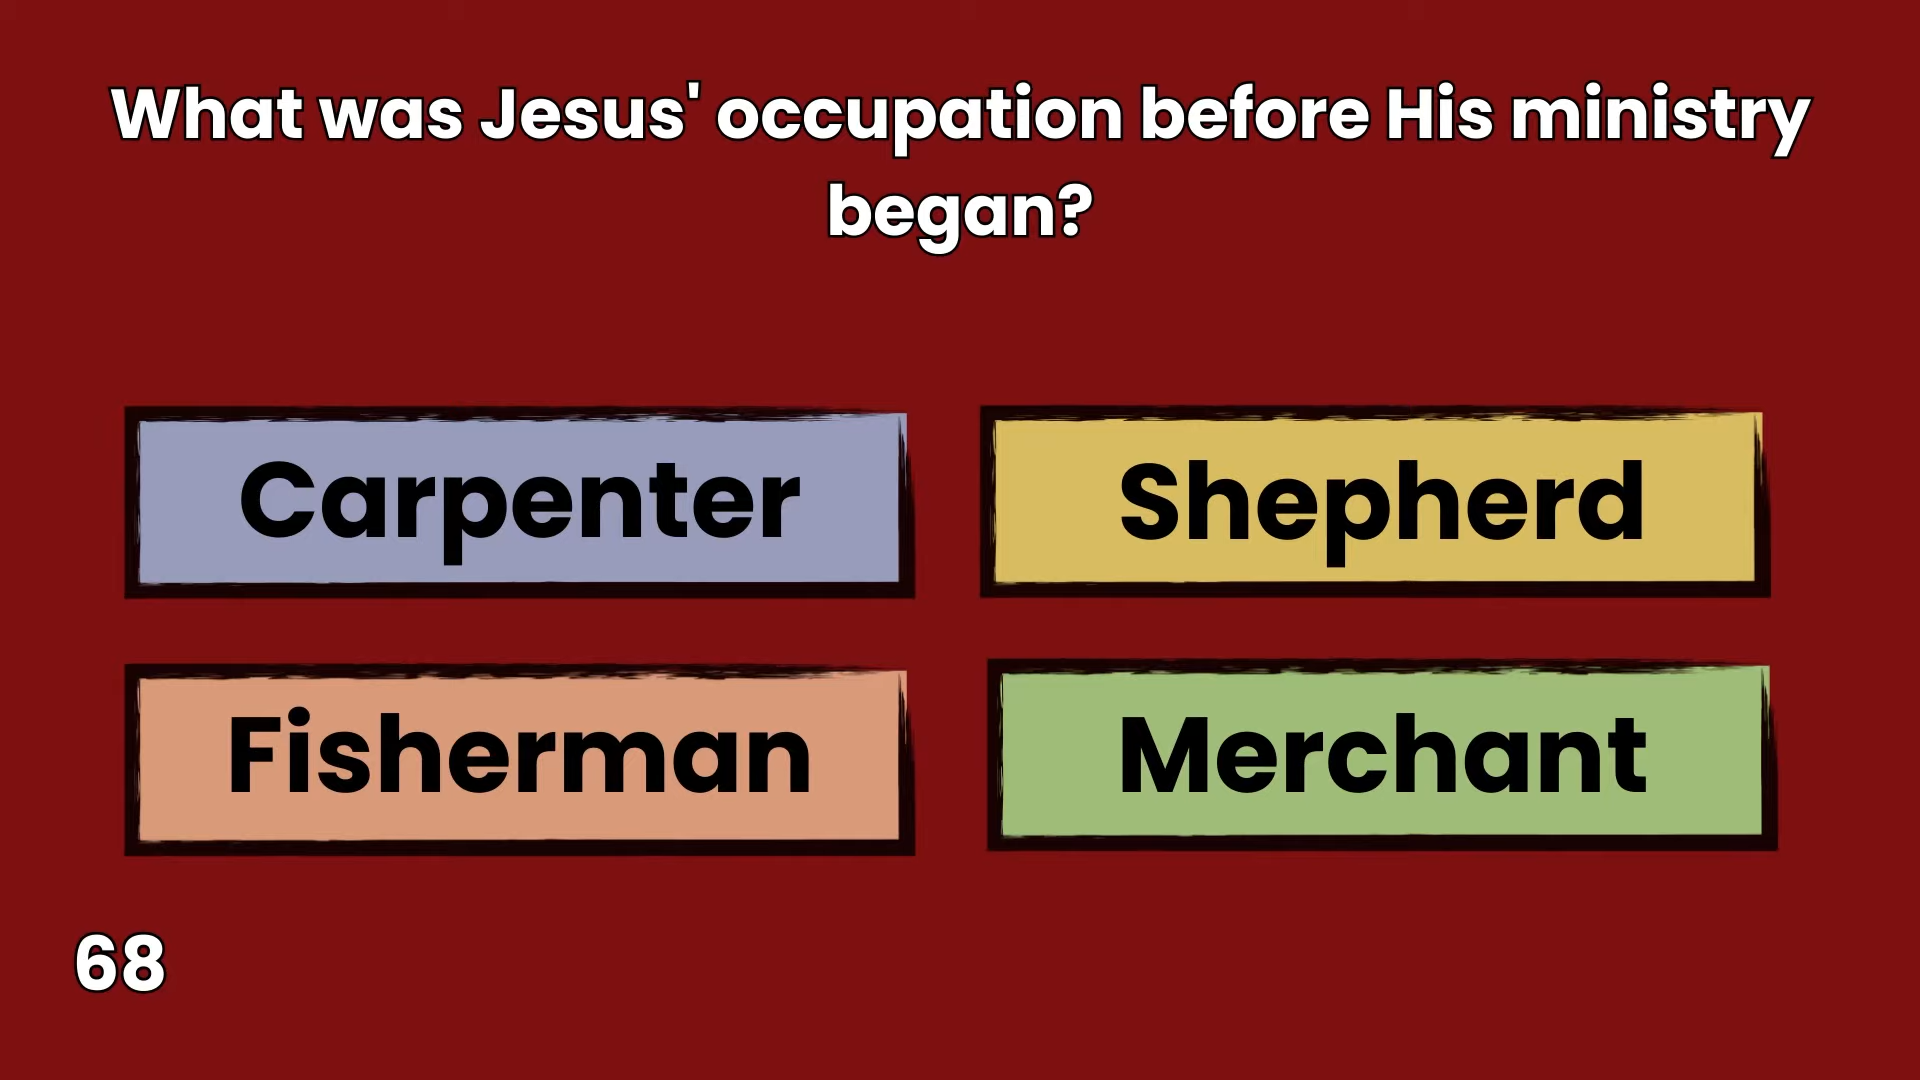 What was Jesus' occupation before His ministry
began?
Carpenter
Shepherd
Fisherman
Merchant
68